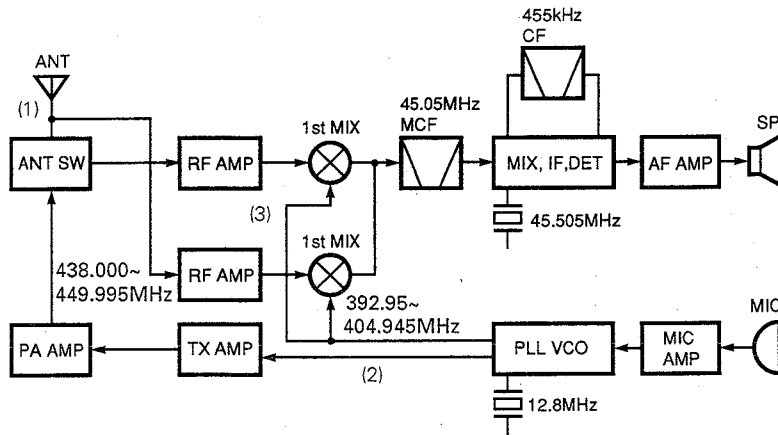 455kHz
CF
ANT
(1)
45.05MHz
MCF
1st MIX
SP
ANT SW
RF AMP
MIX, IF,DET
AF AMP
(3)
45.505MHz
1st MIX
438.000~
449.995MHz
RF AMP
392.95~
404.945MHz
MIC
PA AMP
TX AMP
PLL VCO
MIC
AMP
(2)
12.8MHz